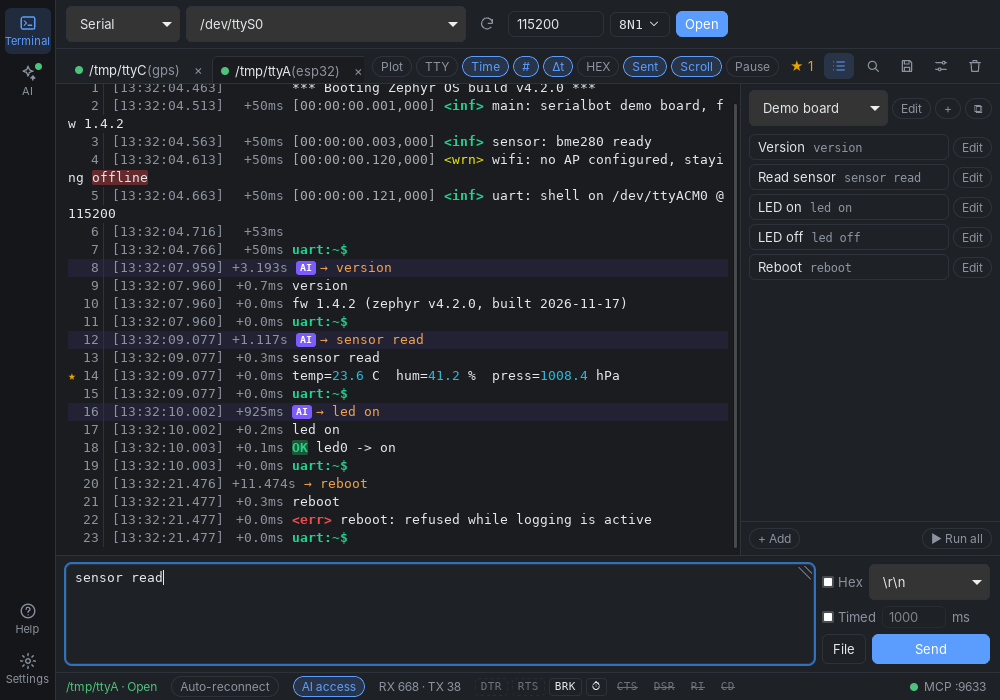 Serial
/dev/ttyS0
115200
8N1
Open
Terminal
AI
/tmp/ttyC(gps) ×
/tmp/ttyA(esp32) ×
Plot
TTY
Time
#
Δt
HEX
Sent
Scroll
Pause
★ 1
1 [13:32:04.463] *** Booting Zephyr OS build v4.2.0 ***
2 [13:32:04.513] +50ms [00:00:00.001,000] <inf> main: serialbot demo board, f
w 1.4.2
3 [13:32:04.563] +50ms [00:00:00.003,000] <inf> sensor: bme280 ready
4 [13:32:04.613] +50ms [00:00:00.120,000] <wrn> wifi: no AP configured, stayi
ng offline
5 [13:32:04.663] +50ms [00:00:00.121,000] <inf> uart: shell on /dev/ttyACM0 @
115200
6 [13:32:04.716] +53ms
7 [13:32:04.766] +50ms uart:~$
8 [13:32:07.959] +3.193s AI → version
9 [13:32:07.960] +0.7ms version
10 [13:32:07.960] +0.0ms fw 1.4.2 (zephyr v4.2.0, built 2026-11-17)
11 [13:32:07.960] +0.0ms uart:~$
12 [13:32:09.077] +1.117s AI → sensor read
13 [13:32:09.077] +0.3ms sensor read
★ 14 [13:32:09.077] +0.0ms temp=23.6 C hum=41.2 % press=1008.4 hPa
15 [13:32:09.077] +0.0ms uart:~$
16 [13:32:10.002] +925ms AI → led on
17 [13:32:10.002] +0.2ms led on
18 [13:32:10.003] +0.1ms OK led0 -> on
19 [13:32:10.003] +0.0ms uart:~$
20 [13:32:21.476] +11.474s → reboot
21 [13:32:21.477] +0.3ms reboot
22 [13:32:21.477] +0.0ms <err> reboot: refused while logging is active
23 [13:32:21.477] +0.0ms uart:~$
Demo board
Edit
+
Version version Edit
Read sensor sensor read Edit
LED on led on Edit
LED off led off Edit
Reboot reboot Edit
+ Add
▶ Run all
sensor read
Hex
\r\n
Timed 1000 ms
File
Send
Help
Settings
/tmp/ttyA · Open
Auto-reconnect
AI access
RX 668 · TX 38
DTR
RTS
BRK
CTS
DSR
RI
CD
MCP :9633